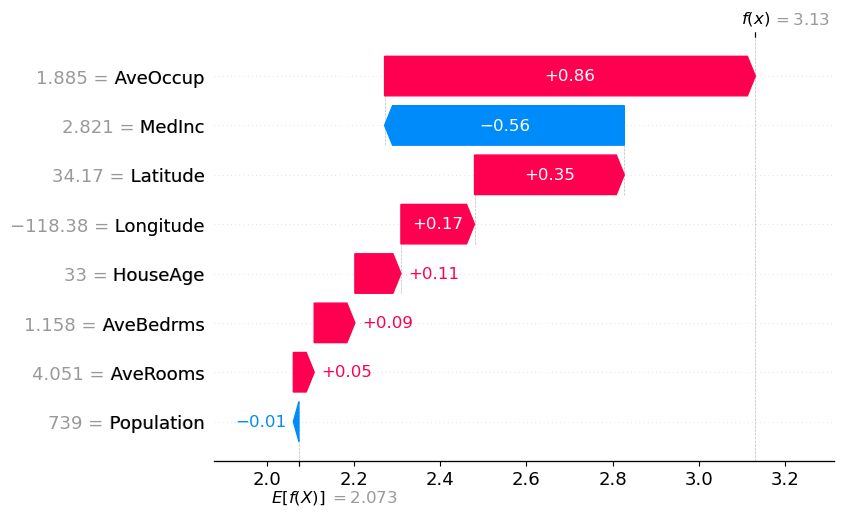 f(x) = 3.13
1.885 = AveOccup +0.86
2.821 = MedInc −0.56
34.17 = Latitude +0.35
−118.38 = Longitude +0.17
33 = HouseAge +0.11
1.158 = AveBedrms +0.09
4.051 = AveRooms +0.05
739 = Population −0.01
2.0 2.2 2.4 2.6 2.8 3.0 3.2
E[f(X)] = 2.073